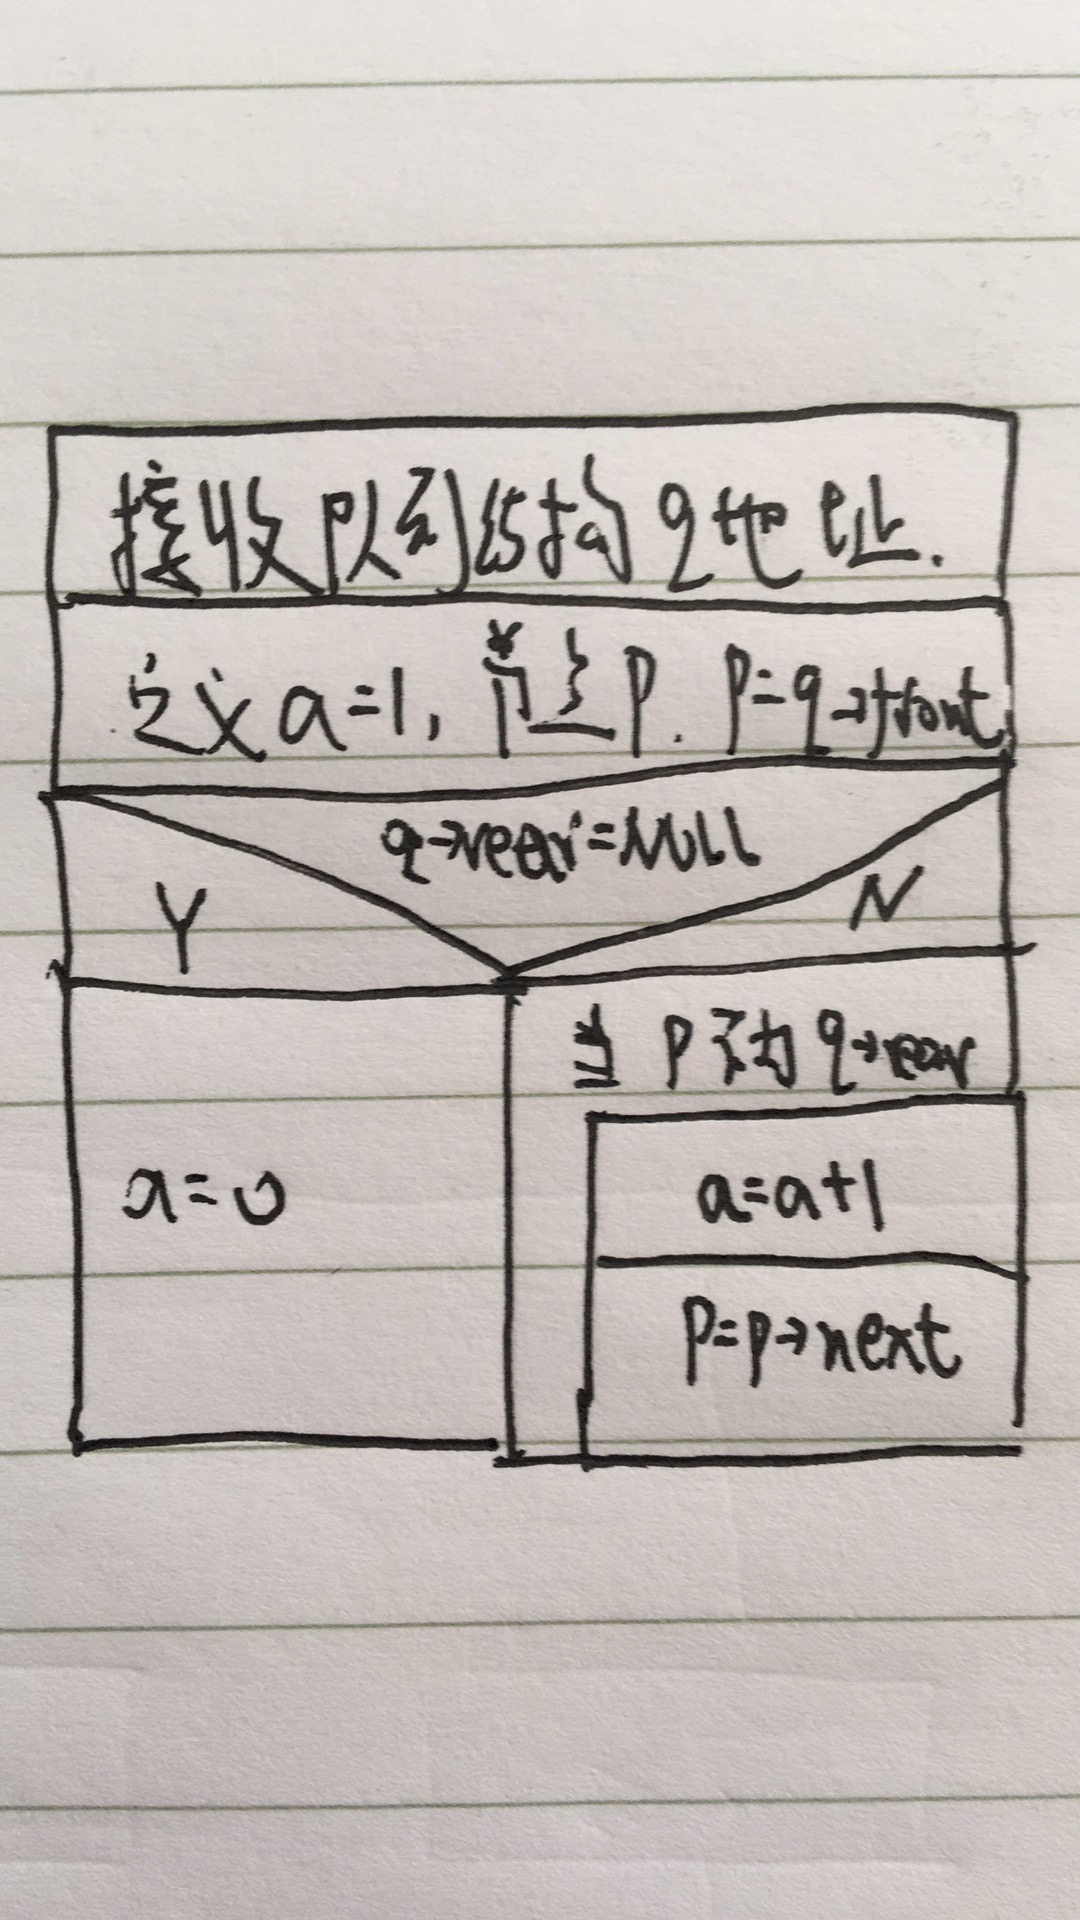 接收队列结构q地址.
定义a=1, 节点P. P=q→front
q→rear=NULL
Y
N
当 P不为 q→rear
a=0
a=a+1
P=P→next